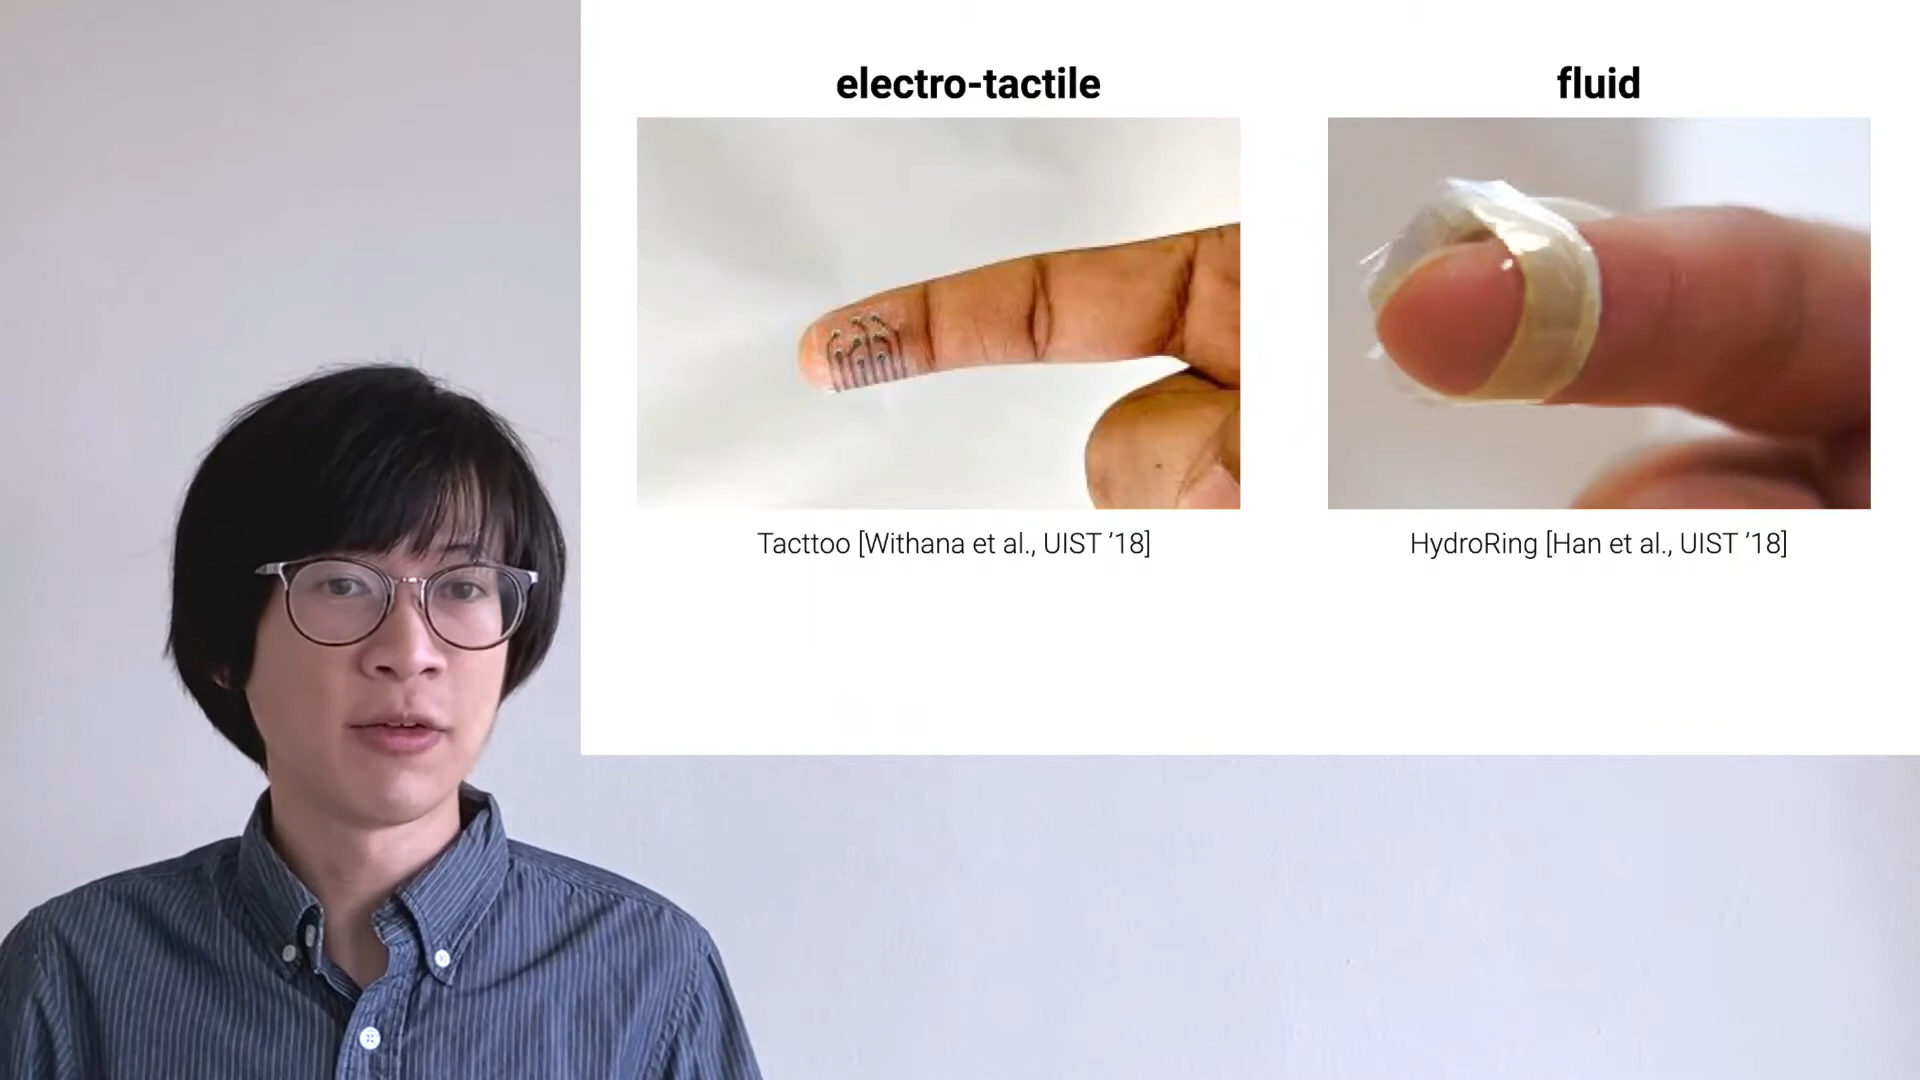 electro-tactile
fluid
Tacttoo [Withana et al., UIST ’18]
HydroRing [Han et al., UIST ’18]